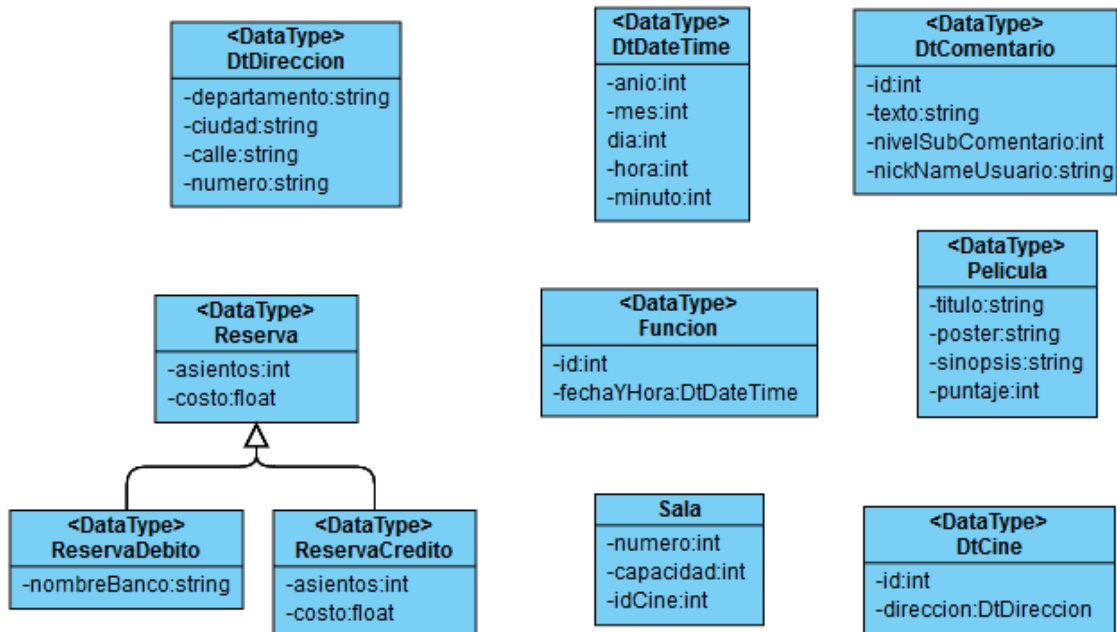 <DataType>
DtDireccion
-departamento:string
-ciudad:string
-calle:string
-numero:string
<DataType>
DtDateTime
-anio:int
-mes:int
dia:int
-hora:int
-minuto:int
<DataType>
DtComentario
-id:int
-texto:string
-nivelSubComentario:int
-nickNameUsuario:string
<DataType>
Reserva
-asientos:int
-costo:float
<DataType>
Funcion
-id:int
-fechaYHora:DtDateTime
<DataType>
Pelicula
-titulo:string
-poster:string
-sinopsis:string
-puntaje:int
<DataType>
ReservaDebito
-nombreBanco:string
<DataType>
ReservaCredito
-asientos:int
-costo:float
Sala
-numero:int
-capacidad:int
-idCine:int
<DataType>
DtCine
-id:int
-direccion:DtDireccion